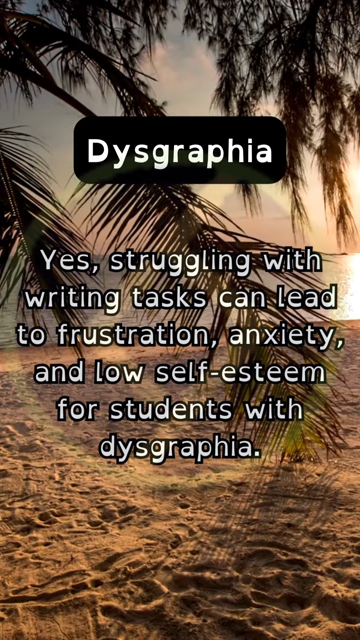 Dysgraphia
Yes, struggling with
writing tasks can lead
to frustration, anxiety,
and low self-esteem
for students with
dysgraphia.